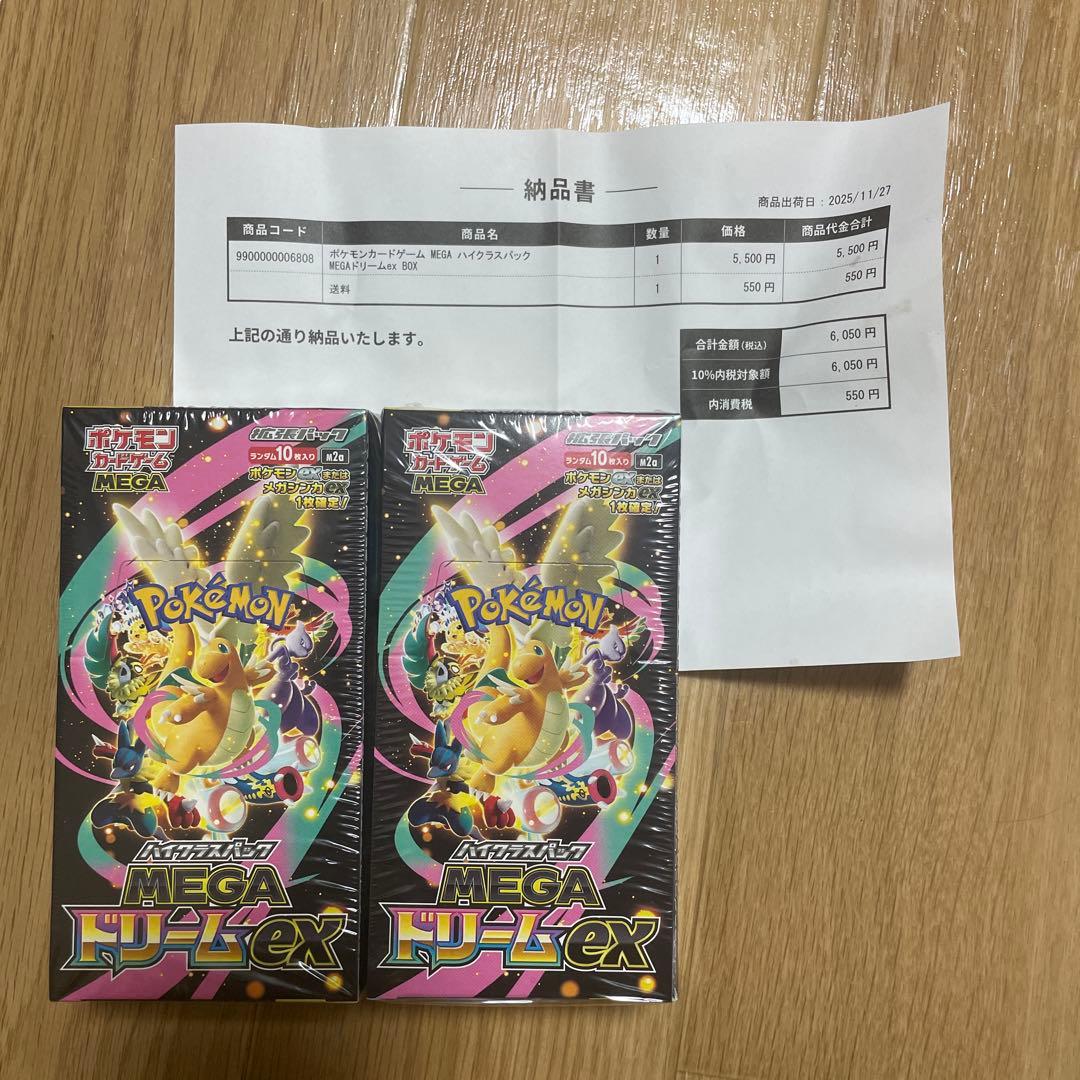 納品書
商品出荷日：2025/11/27
商品コード 商品名 数量 価格 商品代金合計
9900000006808 ポケモンカードゲーム MEGA ハイクラスパック 1 5,500 円 5,500 円
MEGAドリームex BOX
送料 1 550 円 550 円
上記の通り納品いたします。
合計金額(税込) 6,050 円
10%内税対象額 6,050 円
内消費税 550 円
ポケモン
カードゲーム
MEGA
拡張パック
ランダム10枚入り M2a
ポケモンexまたは
メガシンカex
1枚確定!
POKéMON
ハイクラスパック
MEGA
ドリームex
ポケモン
カードゲーム
MEGA
拡張パック
ランダム10枚入り M2a
ポケモンexまたは
メガシンカex
1枚確定!
POKéMON
ハイクラスパック
MEGA
ドリームex